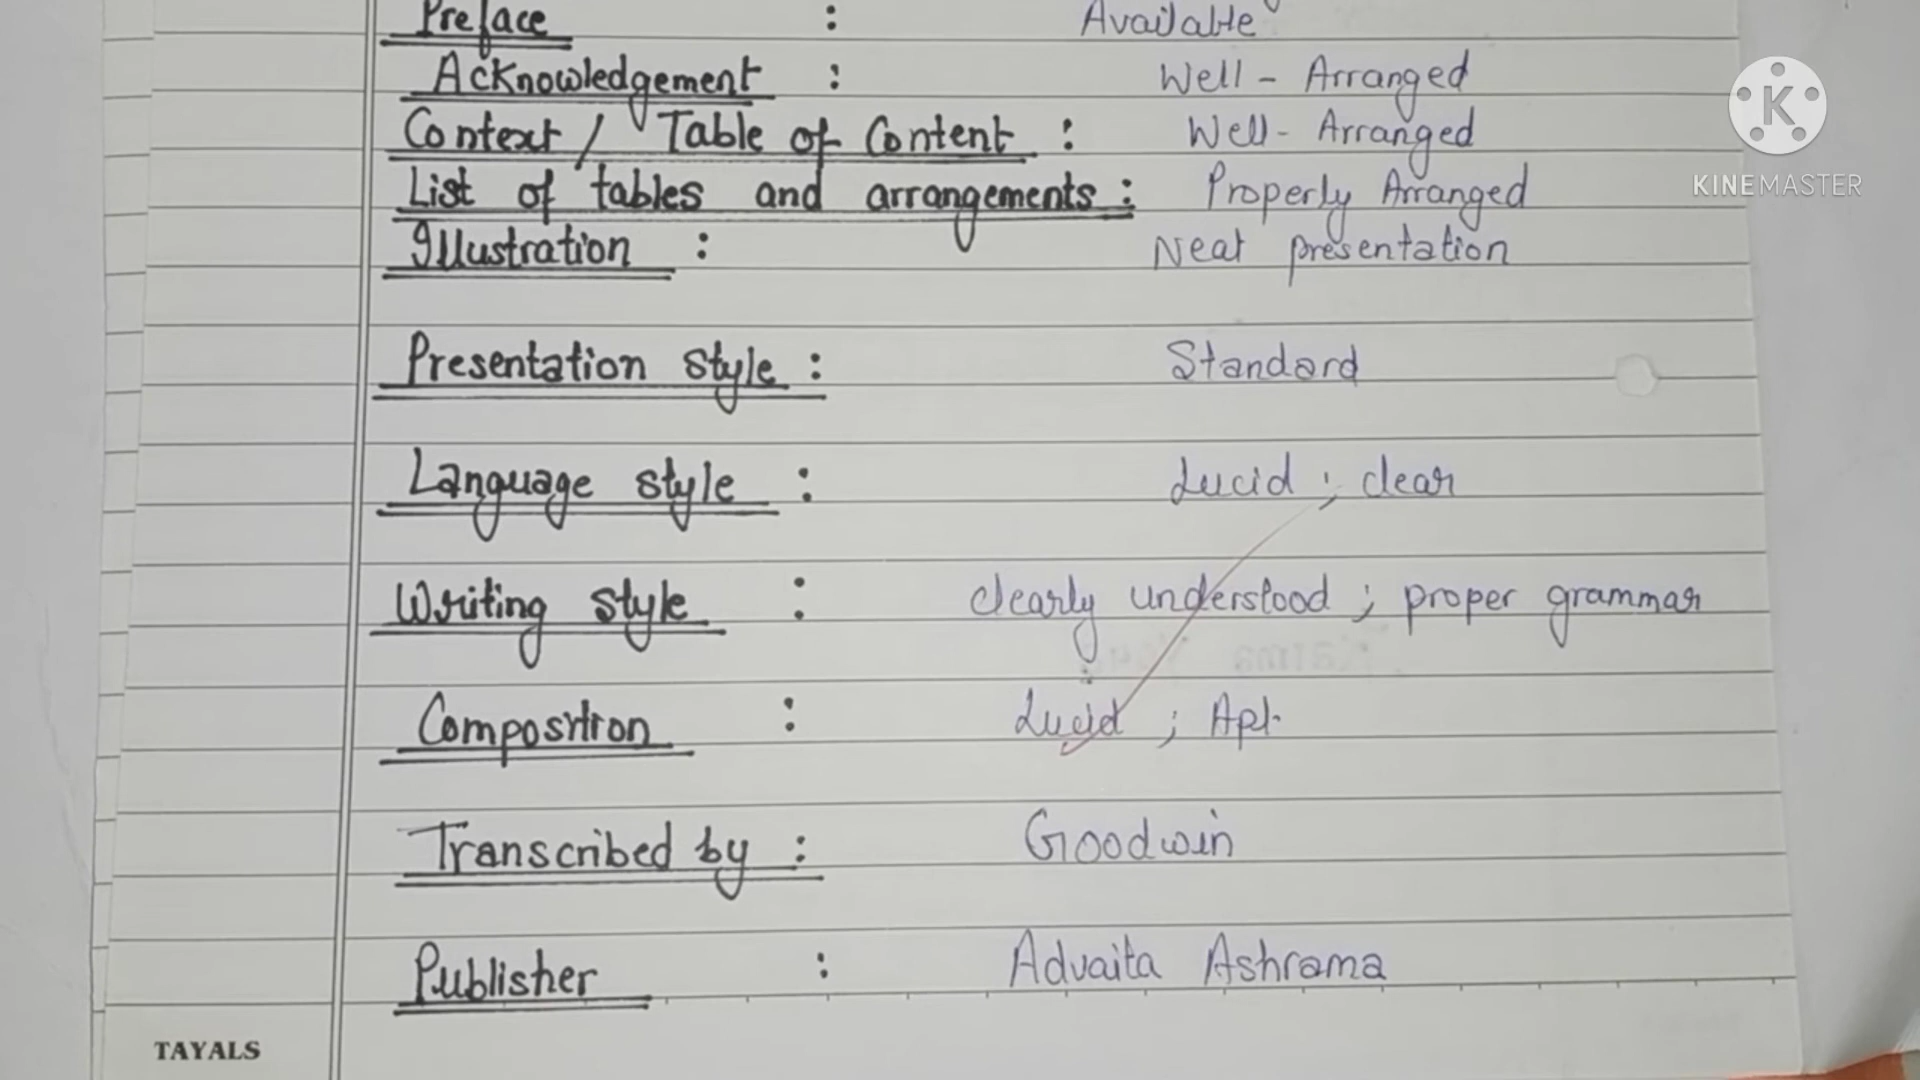 Preface : Available
Acknowledgement : Well - Arranged
Context / Table of Content : Well - Arranged
List of tables and arrangements : Properly Arranged
Illustration : Neat presentation
Presentation style : Standard
Language style : Lucid ; clear
Writing style : clearly understood ; proper grammar
Composition : Lucid ; Apt.
Transcribed by : Goodwin
Publisher : Advaita Ashrama
TAYALS
K
KINEMASTER